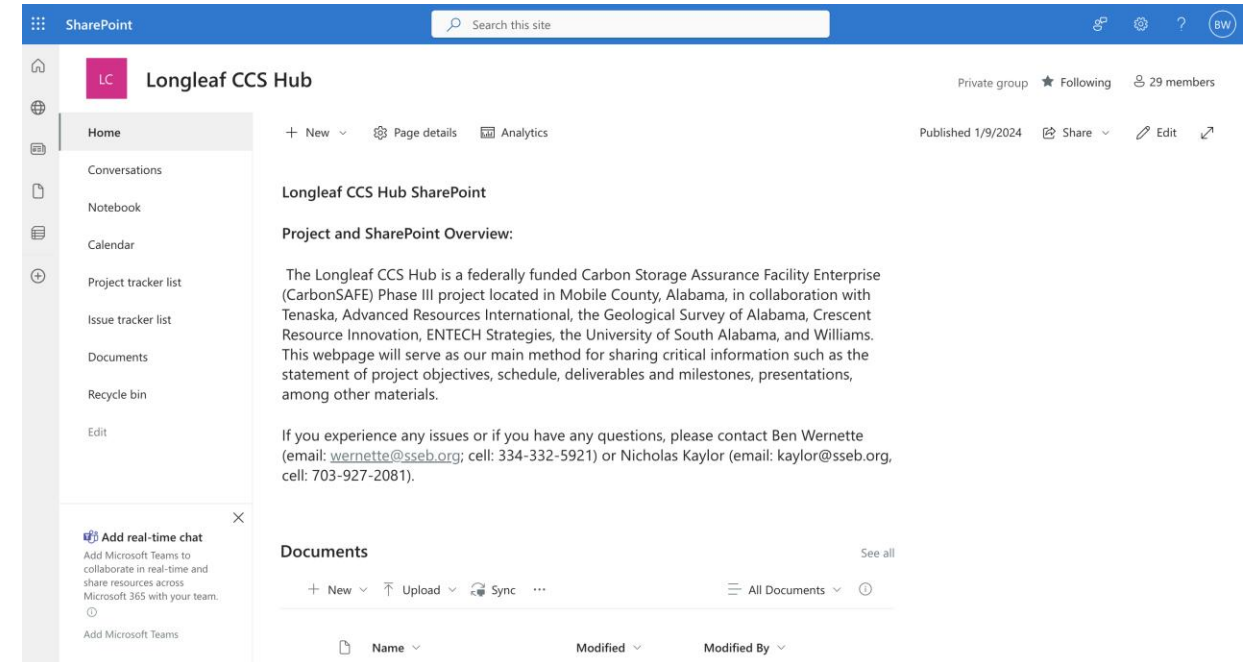 SharePoint
Search this site
BW
LC
Longleaf CCS Hub
Private group
Following
29 members
Home
Conversations
Notebook
Calendar
Project tracker list
Issue tracker list
Documents
Recycle bin
Edit
New
Page details
Analytics
Published 1/9/2024
Share
Edit
Longleaf CCS Hub SharePoint
Project and SharePoint Overview:
The Longleaf CCS Hub is a federally funded Carbon Storage Assurance Facility Enterprise
(CarbonSAFE) Phase III project located in Mobile County, Alabama, in collaboration with
Tenaska, Advanced Resources International, the Geological Survey of Alabama, Crescent
Resource Innovation, ENTECH Strategies, the University of South Alabama, and Williams.
This webpage will serve as our main method for sharing critical information such as the
statement of project objectives, schedule, deliverables and milestones, presentations,
among other materials.
If you experience any issues or if you have any questions, please contact Ben Wernette
(email: wernette@sseb.org; cell: 334-332-5921) or Nicholas Kaylor (email: kaylor@sseb.org,
cell: 703-927-2081).
Add real-time chat
Add Microsoft Teams to
collaborate in real-time and
share resources across
Microsoft 365 with your team.
Add Microsoft Teams
Documents
See all
New
Upload
Sync
All Documents
Name
Modified
Modified By